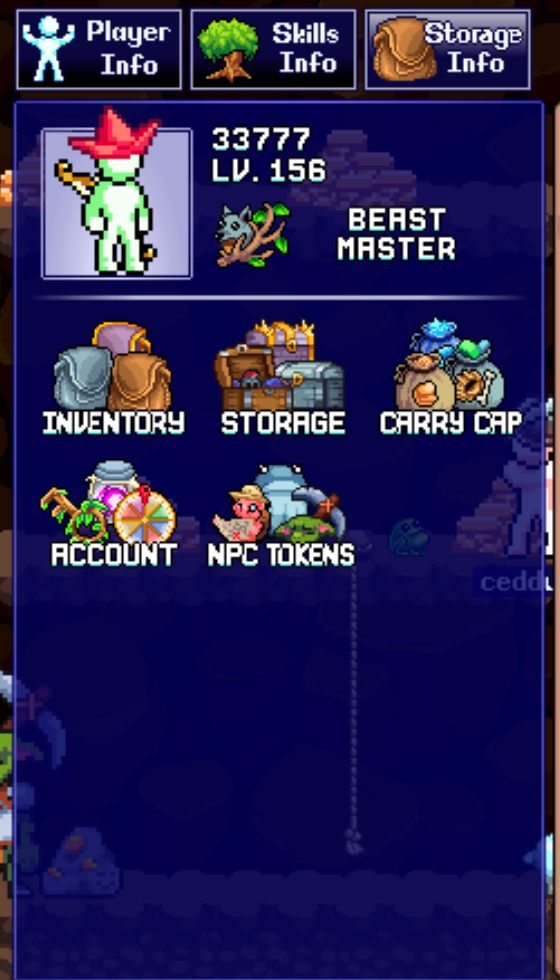 Player
Info
Skills
Info
Storage
Info
33777
LV. 156
BEAST
MASTER
INVENTORY
STORAGE
CARRY CAP
ACCOUNT
NPC TOKENS